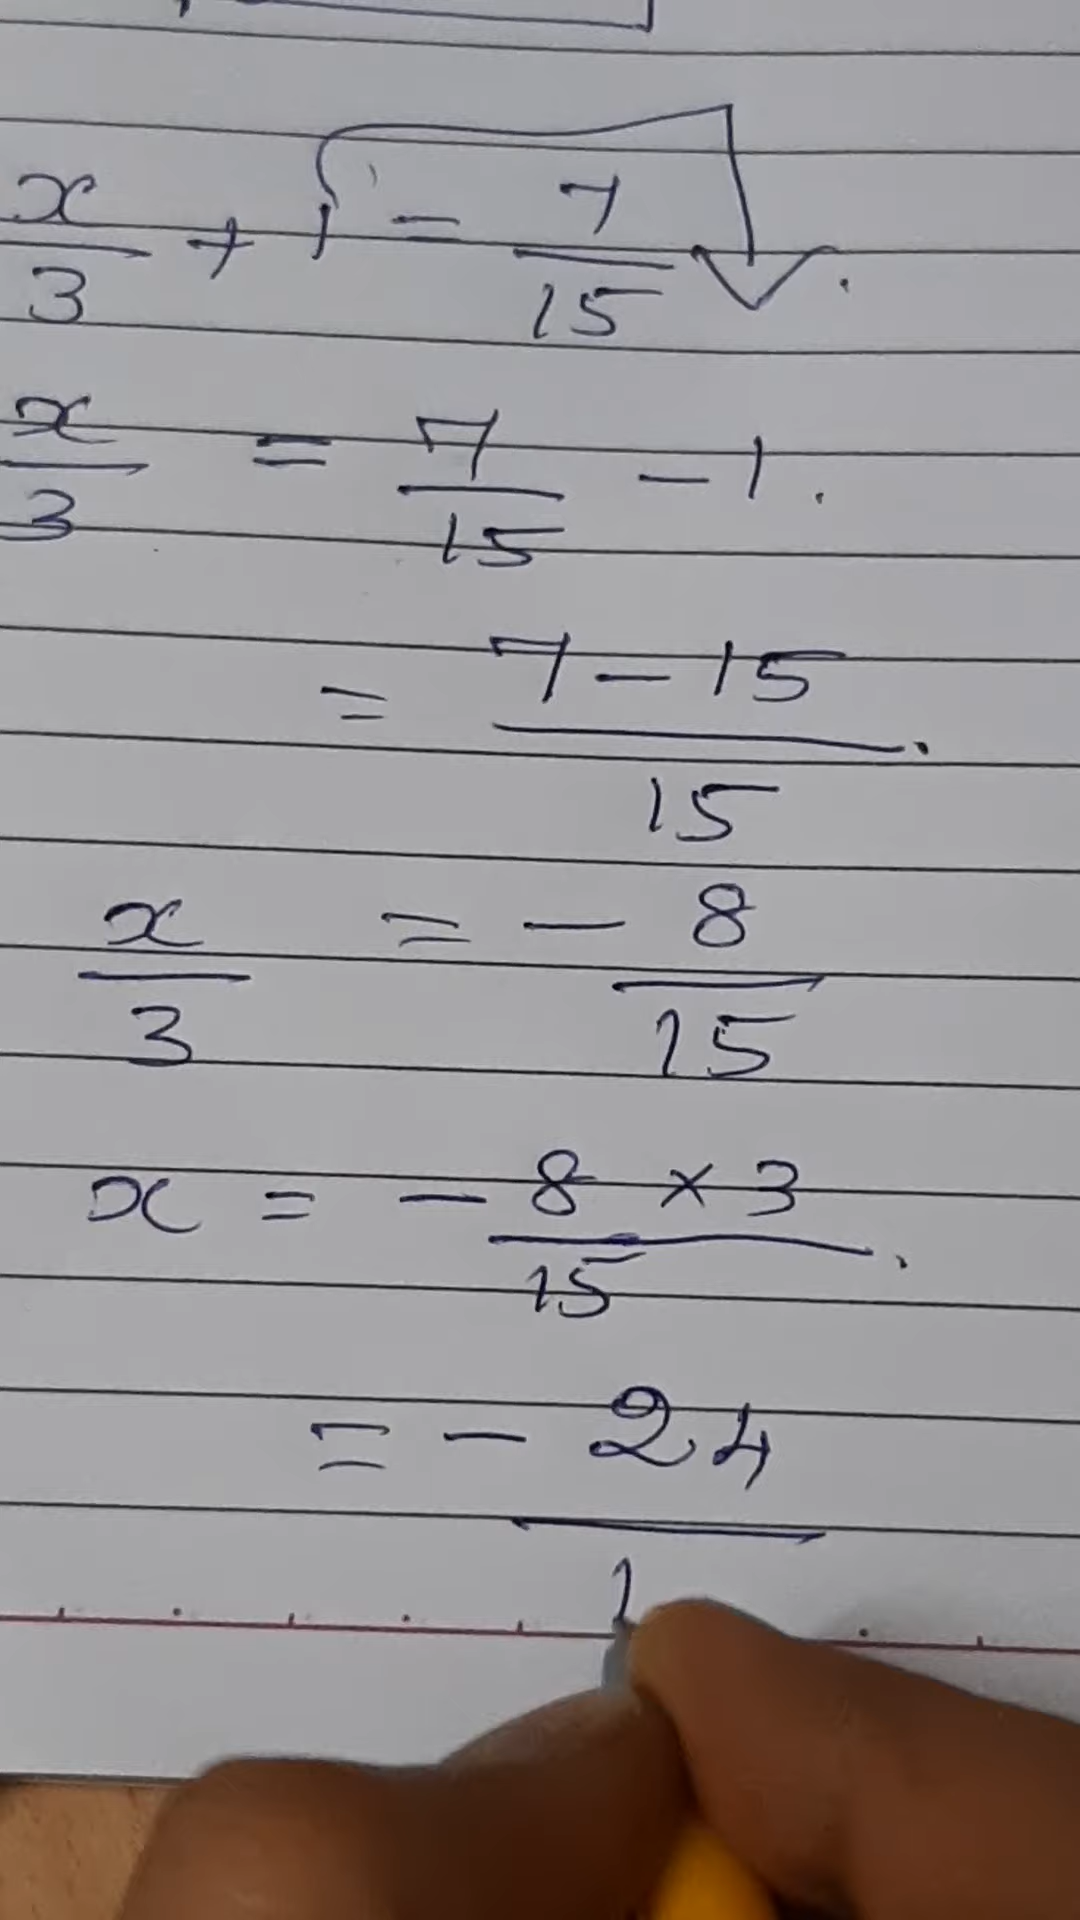 x/3 + 1 = 7/15 .
x/3 = 7/15 - 1 .
= 7 - 15 / 15 .
x/3 = - 8/15
x = - 8 × 3 / 15 .
= - 24 / 1